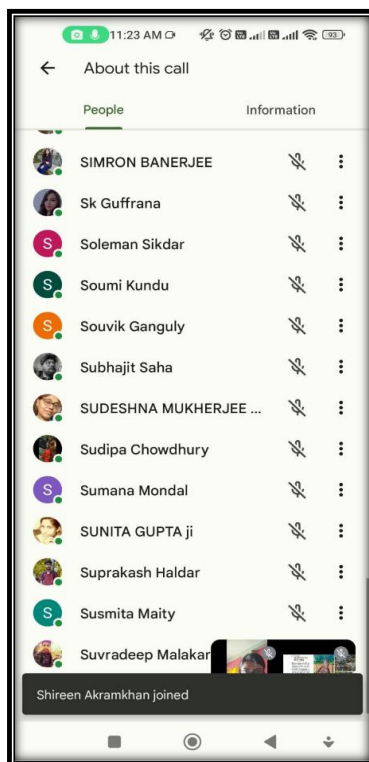 11:23 AM 93
About this call
People Information
SIMRON BANERJEE
Sk Guffrana
S Soleman Sikdar
S Soumi Kundu
S Souvik Ganguly
Subhajit Saha
SUDESHNA MUKHERJEE ...
Sudipa Chowdhury
S Sumana Mondal
SUNITA GUPTA ji
Suprakash Haldar
S Susmita Maity
Suvradeep Malakar
Shireen Akramkhan joined